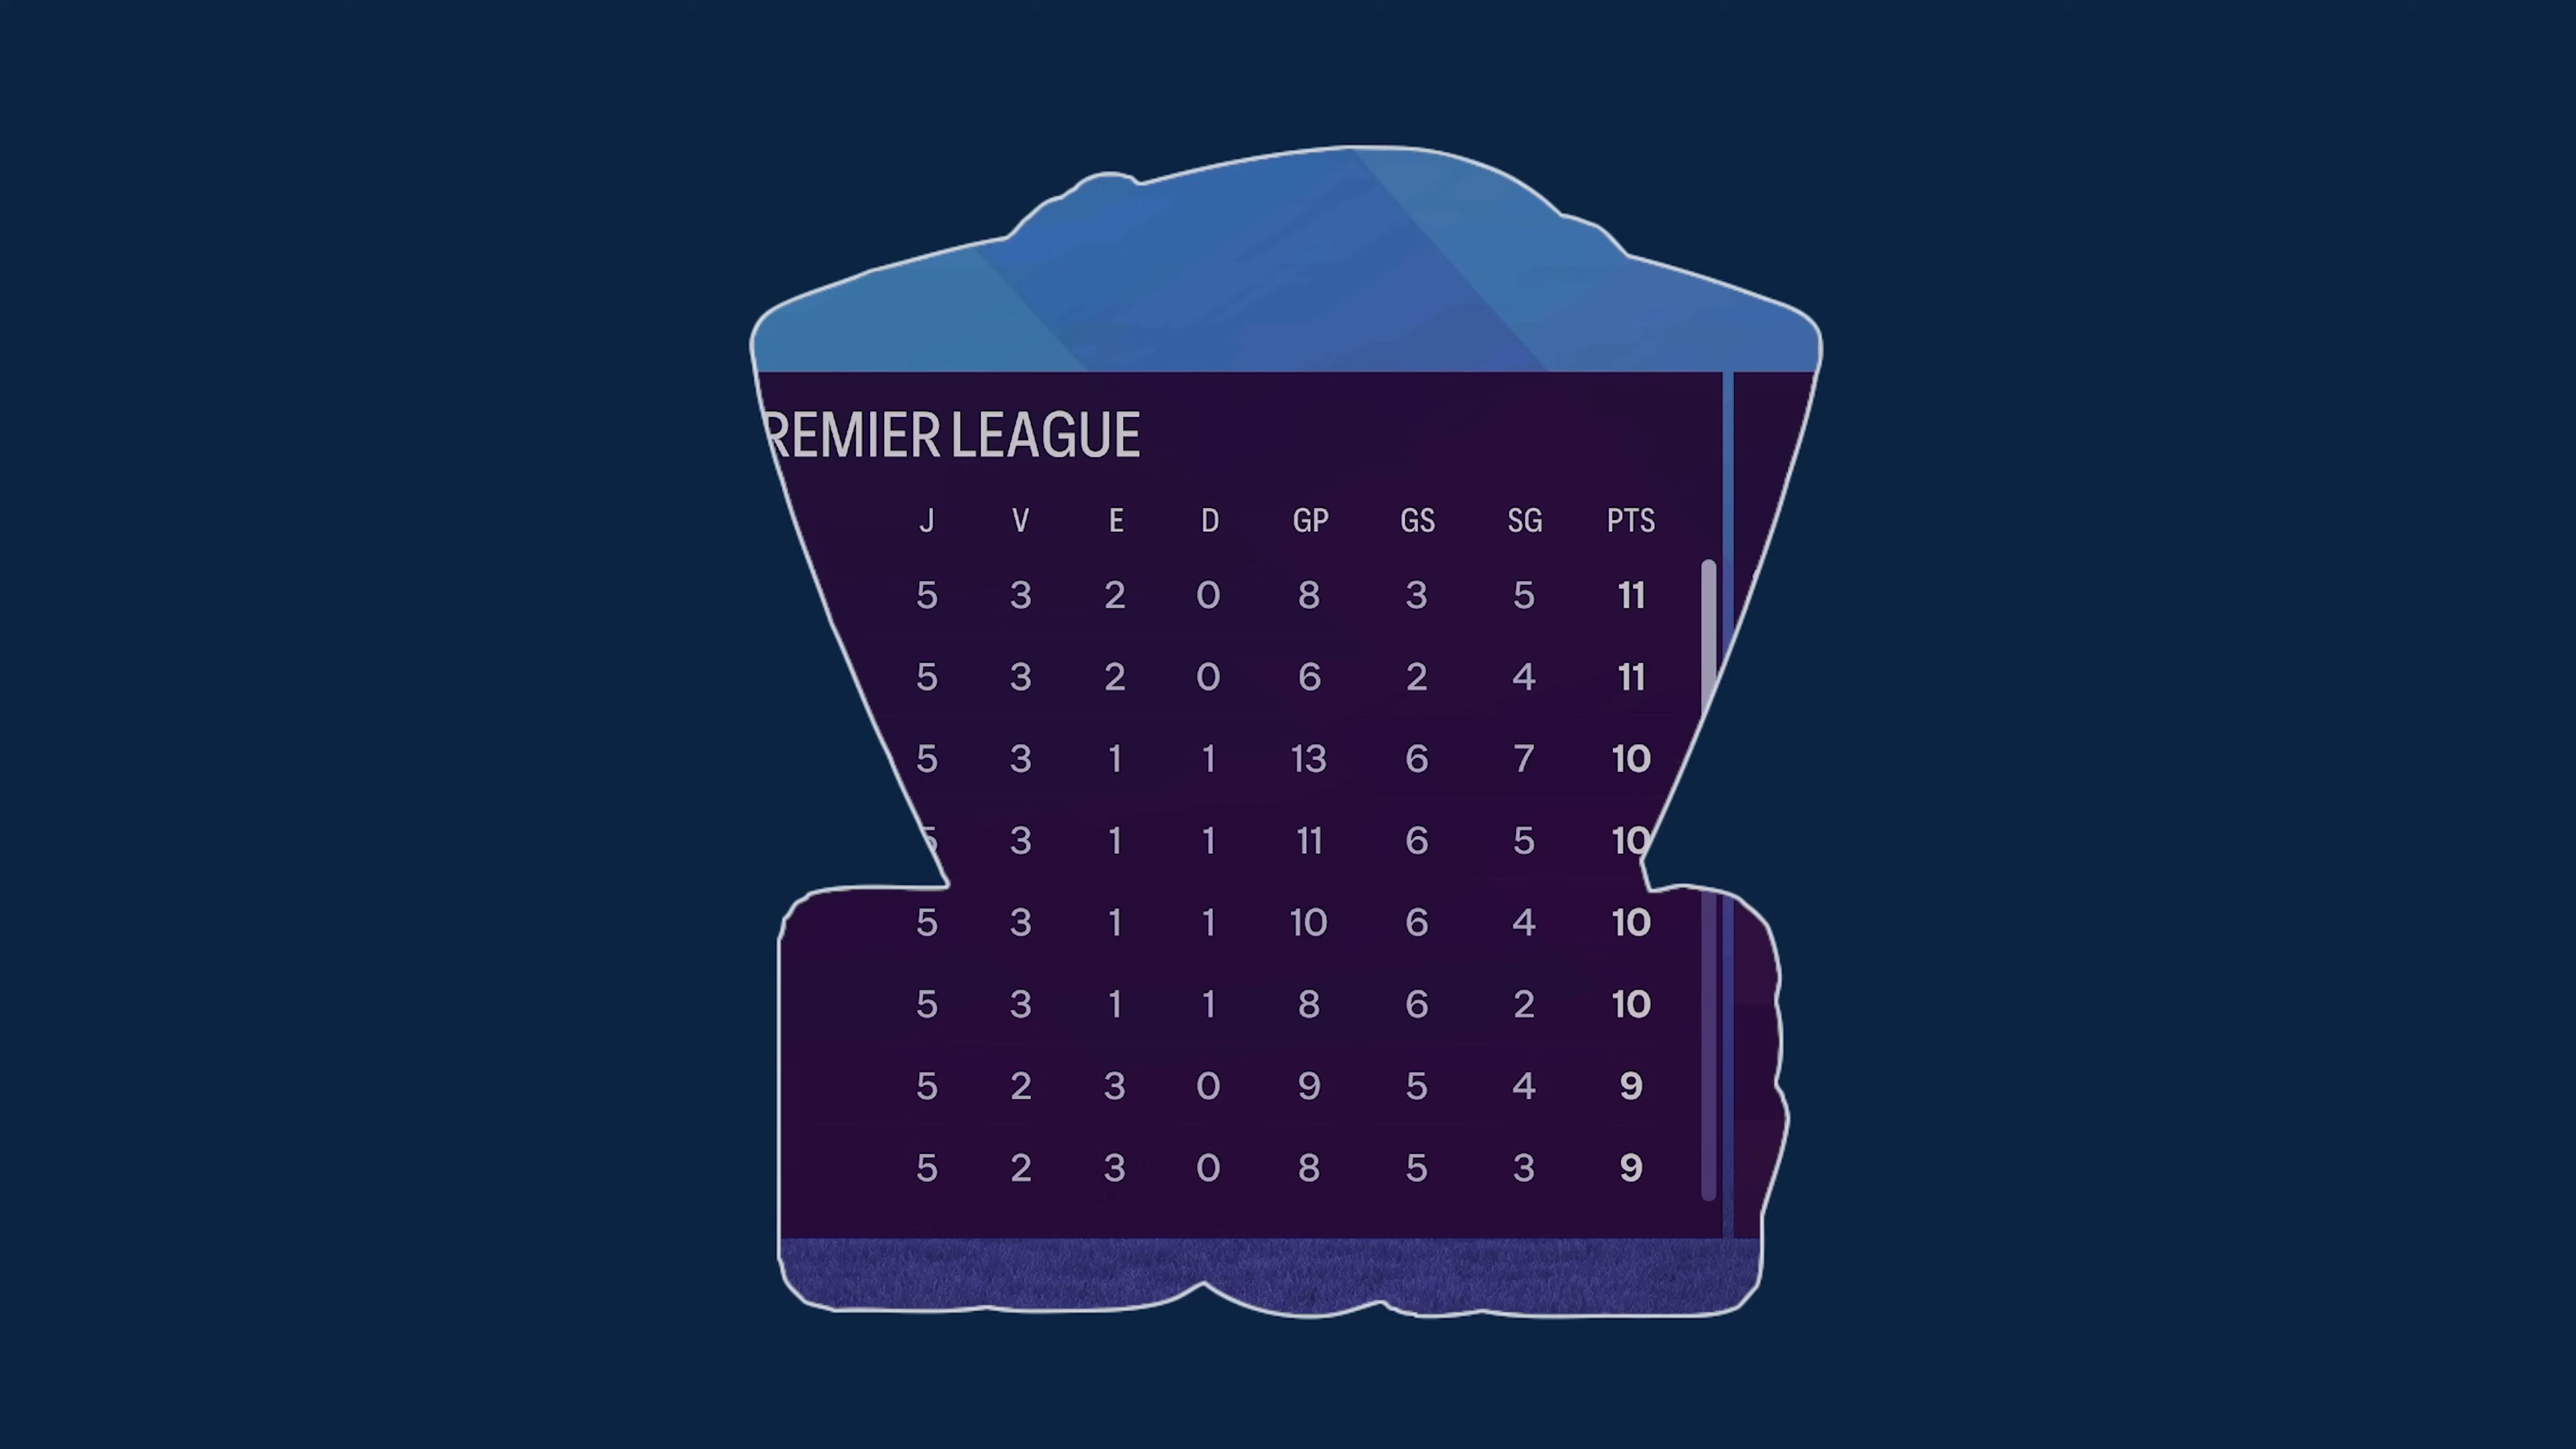 REMIER LEAGUE
J V E D GP GS SG PTS
5 3 2 0 8 3 5 11
5 3 2 0 6 2 4 11
5 3 1 1 13 6 7 10
5 3 1 1 11 6 5 10
5 3 1 1 10 6 4 10
5 3 1 1 8 6 2 10
5 2 3 0 9 5 4 9
5 2 3 0 8 5 3 9